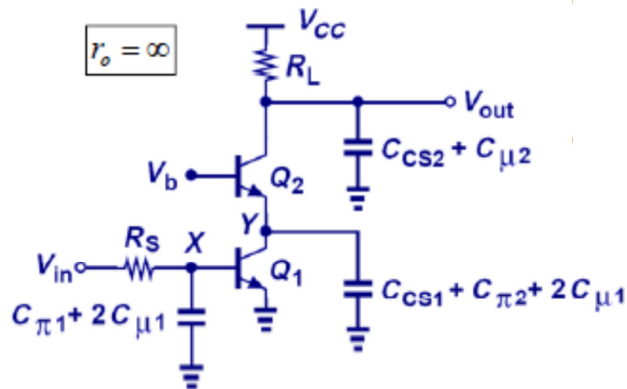 r_o = ∞
V_CC
R_L
V_out
C_CS2 + C_μ2
V_b
Q_2
Y
R_S
X
V_in
Q_1
C_π1 + 2C_μ1
C_CS1 + C_π2 + 2C_μ1